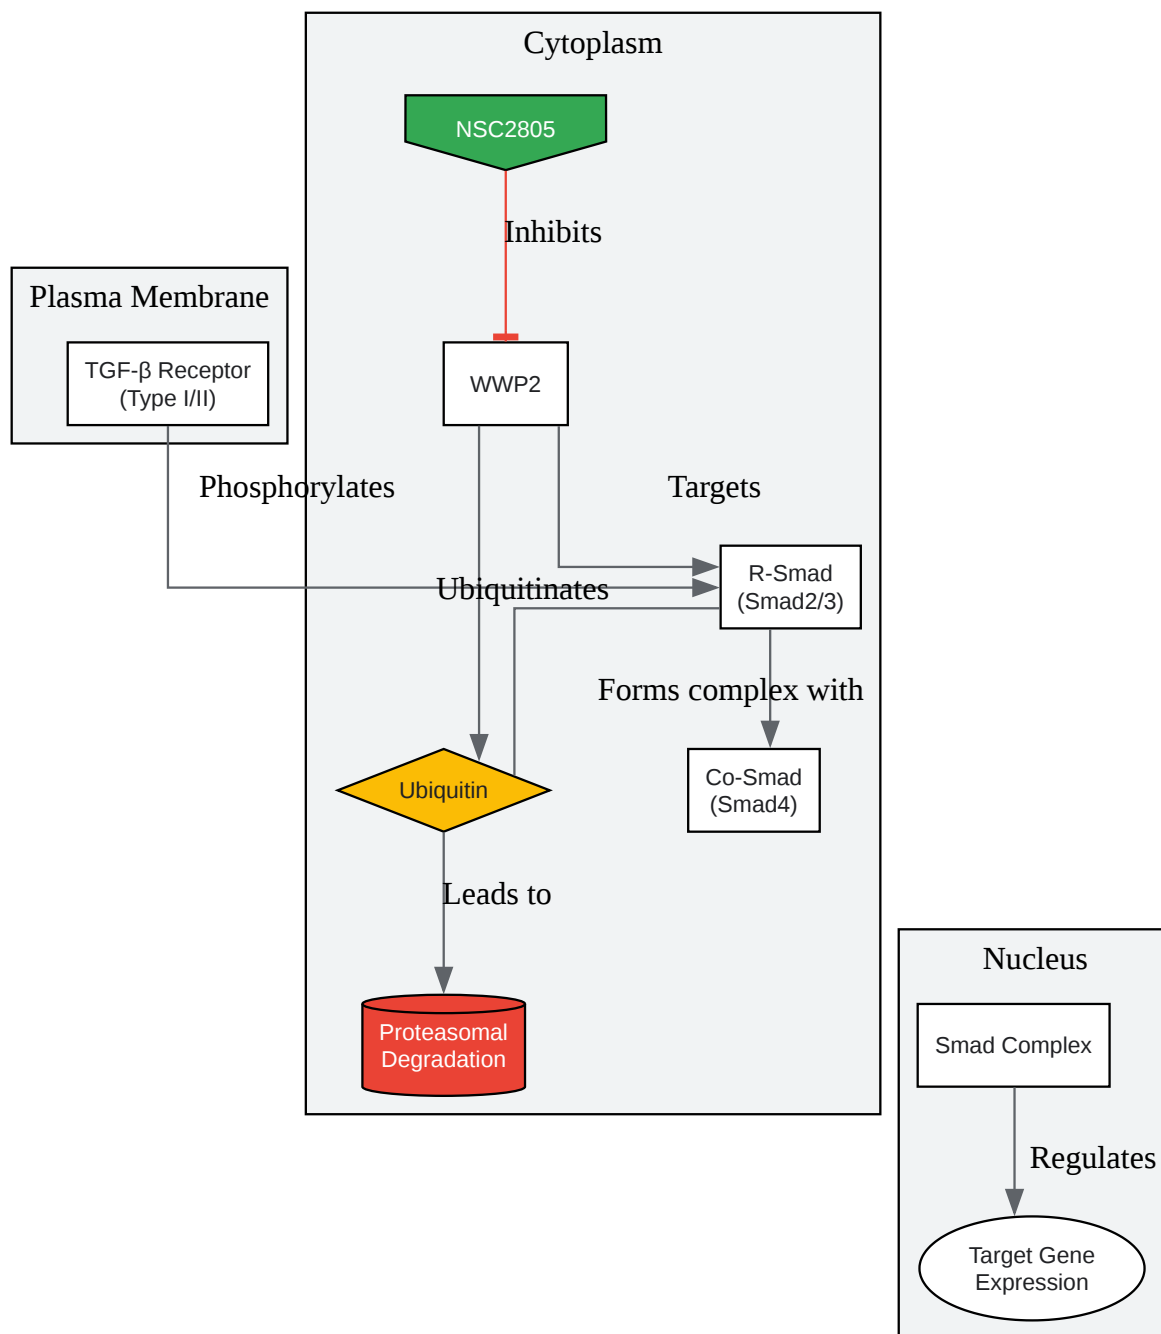 Cytoplasm
NSC2805
Inhibits
Plasma Membrane
TGF-β Receptor
(Type I/II)
WWP2
Phosphorylates
Targets
R-Smad
(Smad2/3)
Ubiquitinates
Forms complex with
Ubiquitin
Co-Smad
(Smad4)
Leads to
Proteasomal
Degradation
Nucleus
Smad Complex
Regulates
Target Gene
Expression